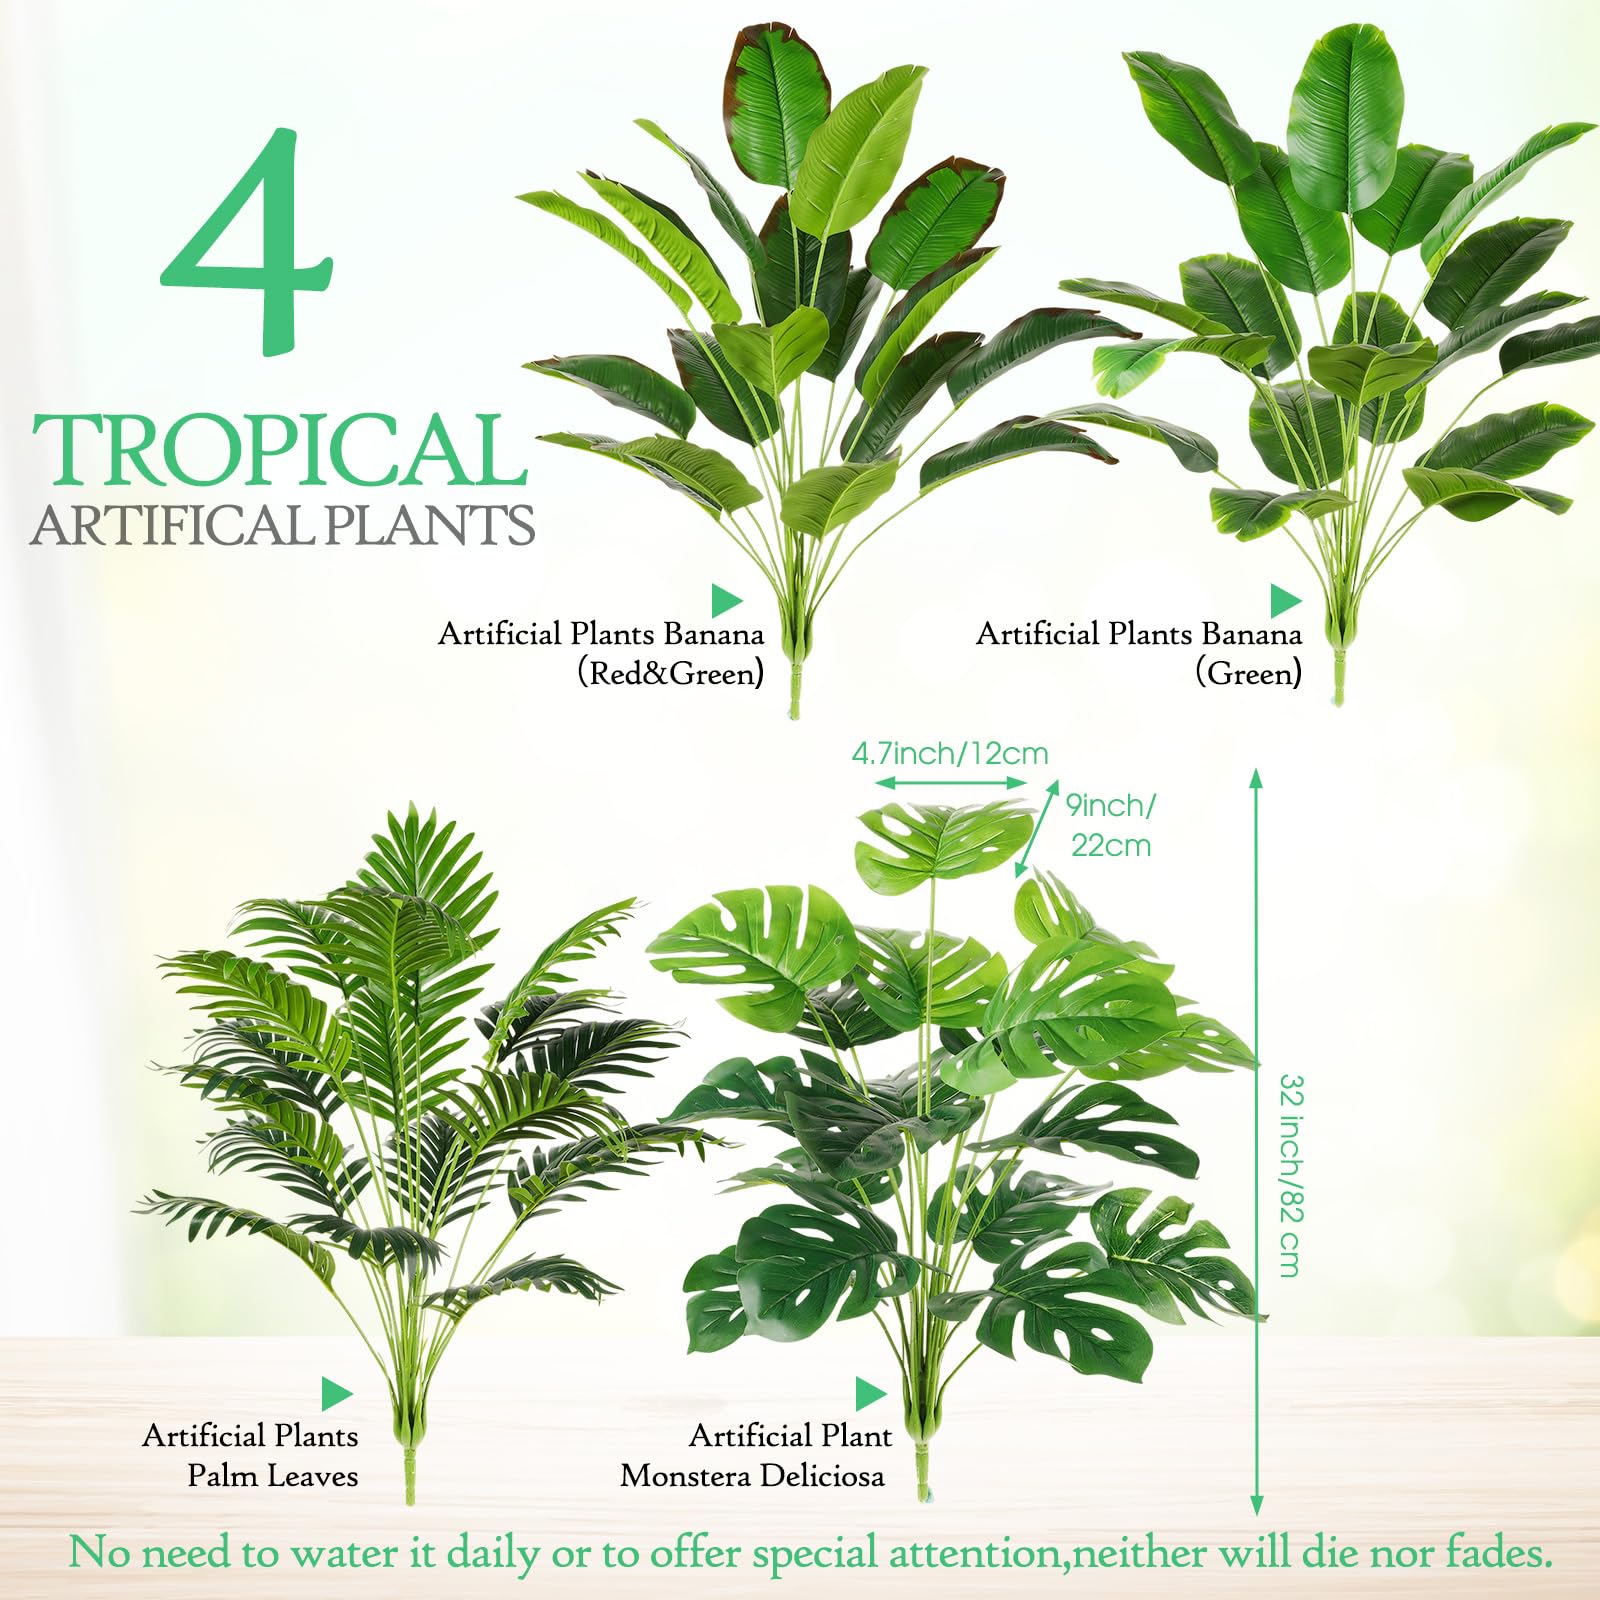 4
TROPICAL
ARTIFICAL PLANTS
Artificial Plants Banana
(Red&Green)
Artificial Plants Banana
(Green)
4.7inch/12cm
9inch/
22cm
32 inch/82 cm
Artificial Plants
Palm Leaves
Artificial Plant
Monstera Deliciosa
No need to water it daily or to offer special attention,neither will die nor fades.